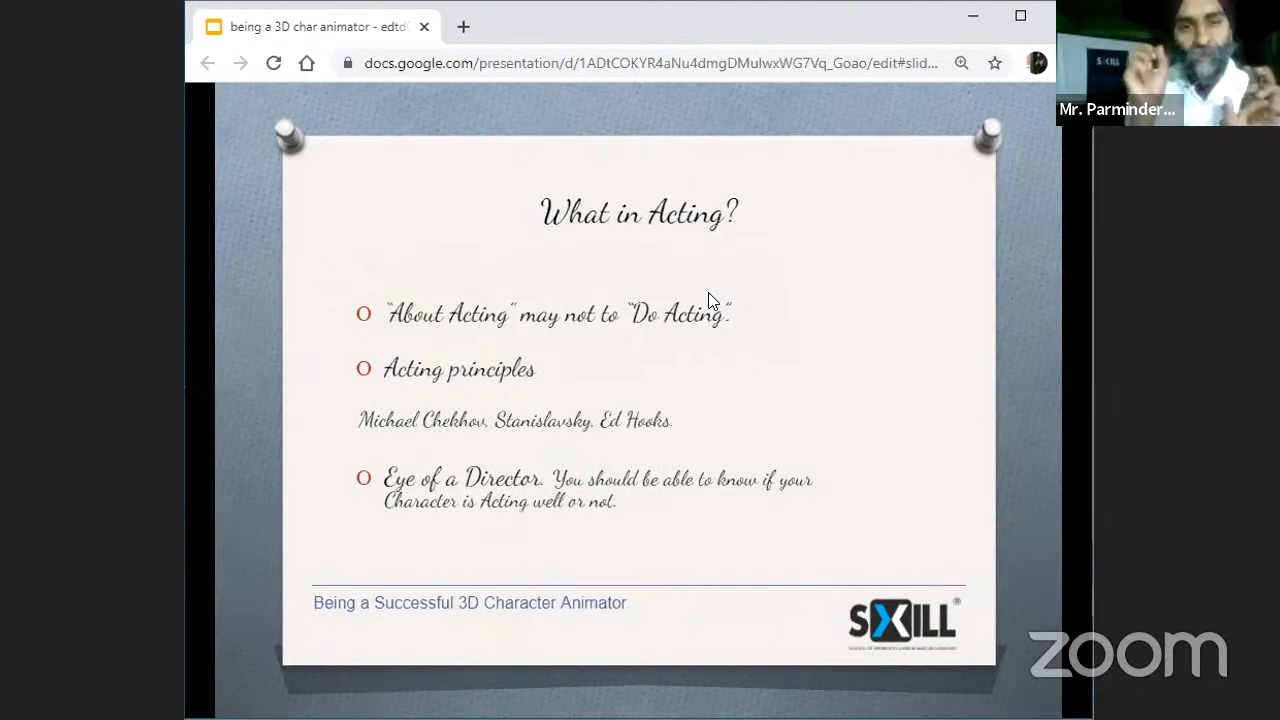 being a 3D char animator - edtd
docs.google.com/presentation/d/1ADtCOKYR4aNu4dmgDMulwxWG7Vq_Goao/edit#slid...
SXILL
Mr. Parminder...
What in Acting?
"About Acting" may not to "Do Acting".
Acting principles
Michael Chekhov, Stanislavsky, Ed Hooks.
Eye of a Director. You should be able to know if your
Character is Acting well or not.
Being a Successful 3D Character Animator
SXILL®
zoom